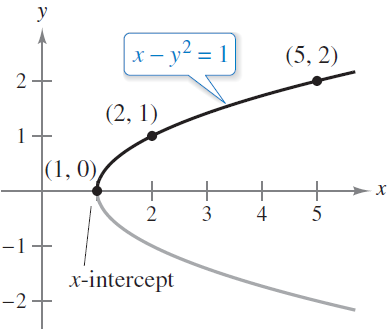 y
x – y² = 1
(5, 2)
2
(2, 1)
1
(1, 0)
x
2 3 4 5
–1
x-intercept
–2